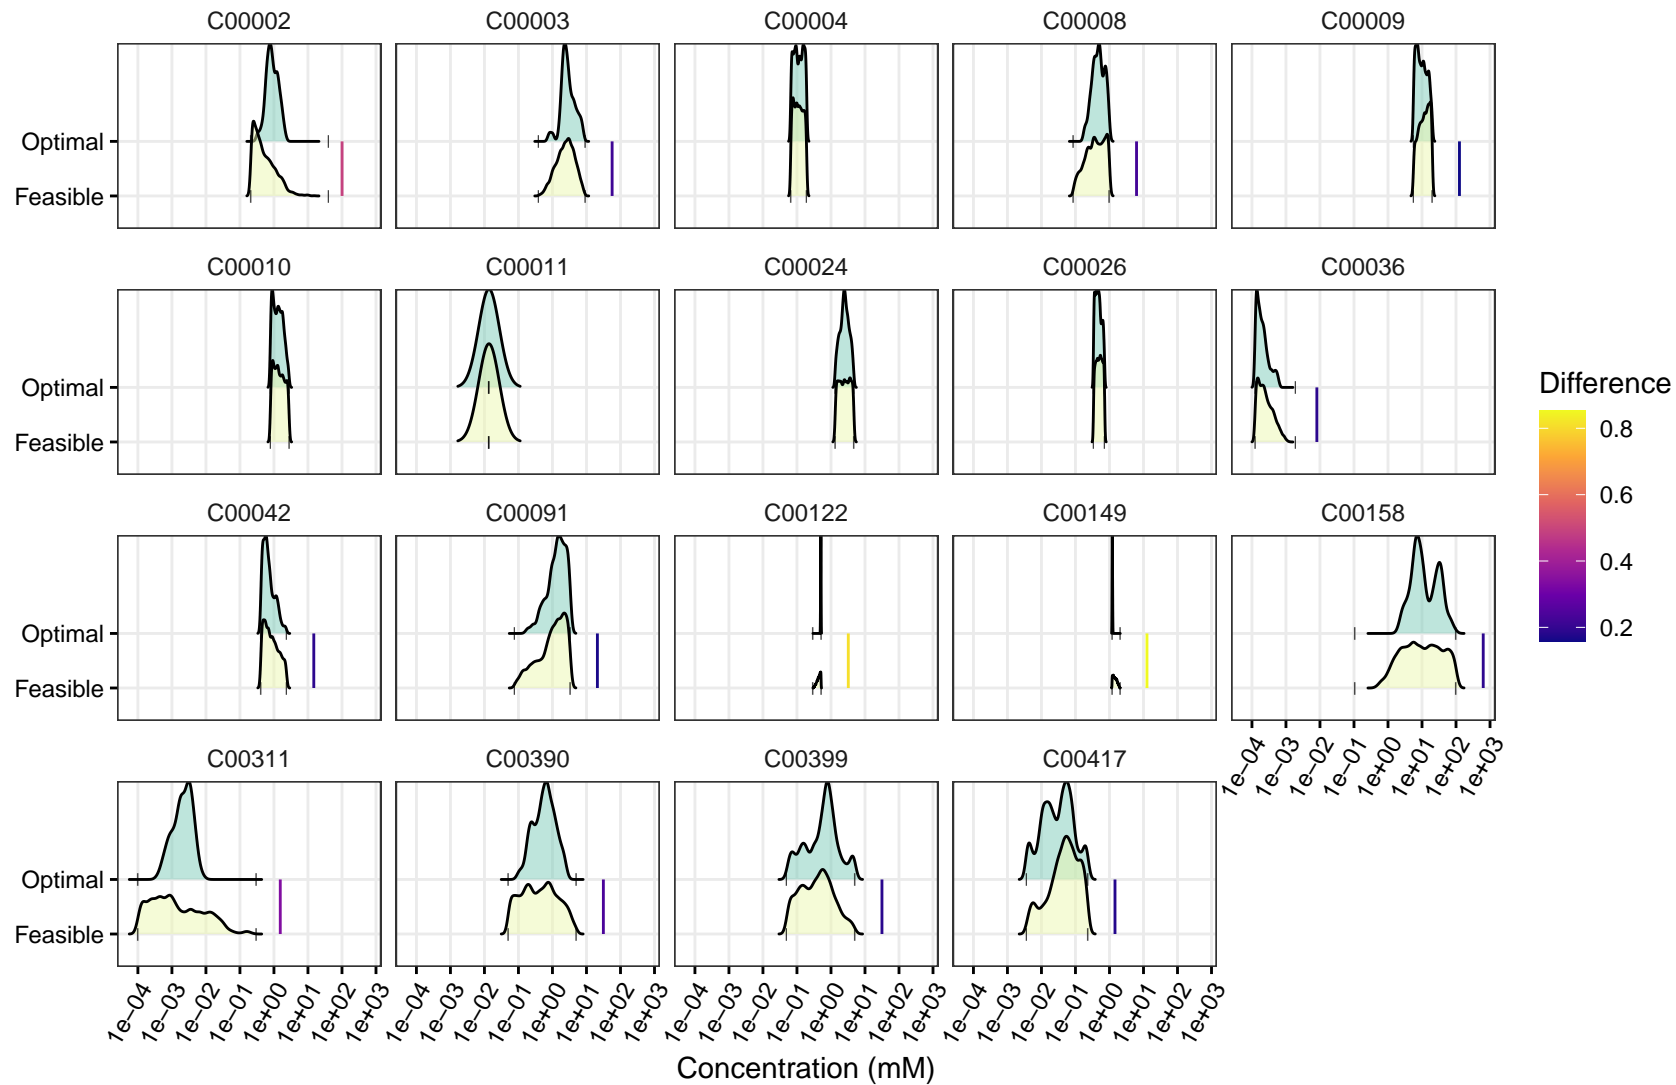 C00002 C00003 C00004 C00008 C00009
Optimal
Feasible
C00010 C00011 C00024 C00026 C00036
Optimal
Feasible
Difference
0.8
0.6
0.4
0.2
C00042 C00091 C00122 C00149 C00158
Optimal
Feasible
1e−04 1e−03 1e−02 1e−01 1e+00 1e+01 1e+02 1e+03
C00311 C00390 C00399 C00417
Optimal
Feasible
1e−04 1e−03 1e−02 1e−01 1e+00 1e+01 1e+02 1e+03 1e−04 1e−03 1e−02 1e−01 1e+00 1e+01 1e+02 1e+03 1e−04 1e−03 1e−02 1e−01 1e+00 1e+01 1e+02 1e+03 1e−04 1e−03 1e−02 1e−01 1e+00 1e+01 1e+02 1e+03
Concentration (mM)